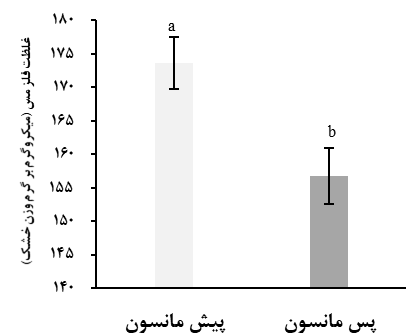 غلظت فلز مس (میکروگرم بر گرم وزن خشک)
۱۸۰
۱۷۵
۱۷۰
۱۶۵
۱۶۰
۱۵۵
۱۵۰
۱۴۵
۱۴۰
a
b
پیش مانسون
پس مانسون